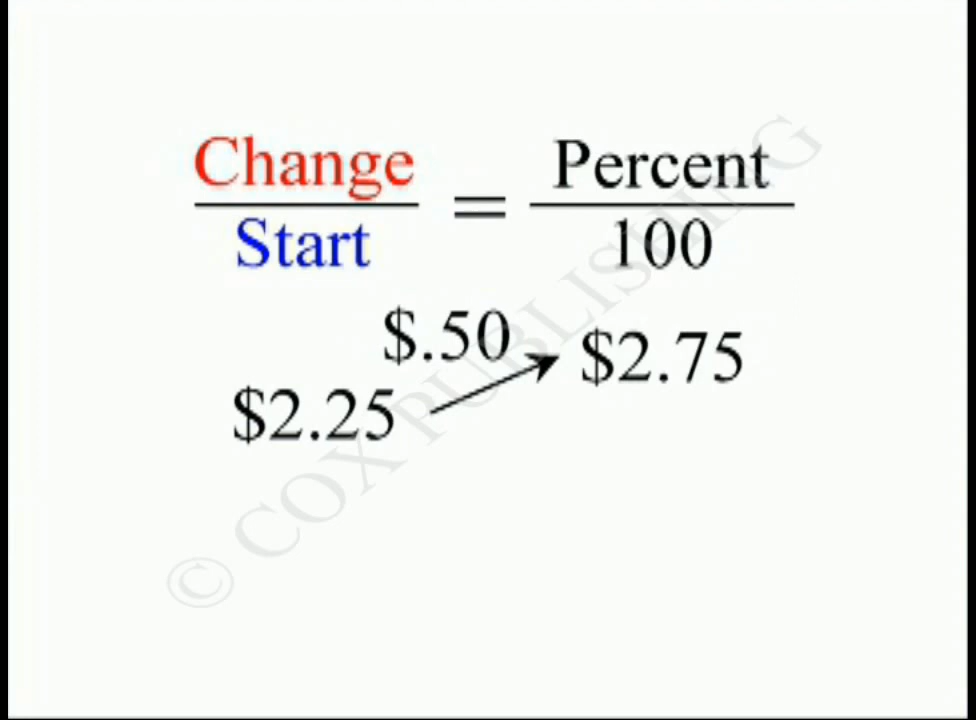 Change = Percent
Start 100
$.50
$2.25 $2.75
© COX PUBLISHING